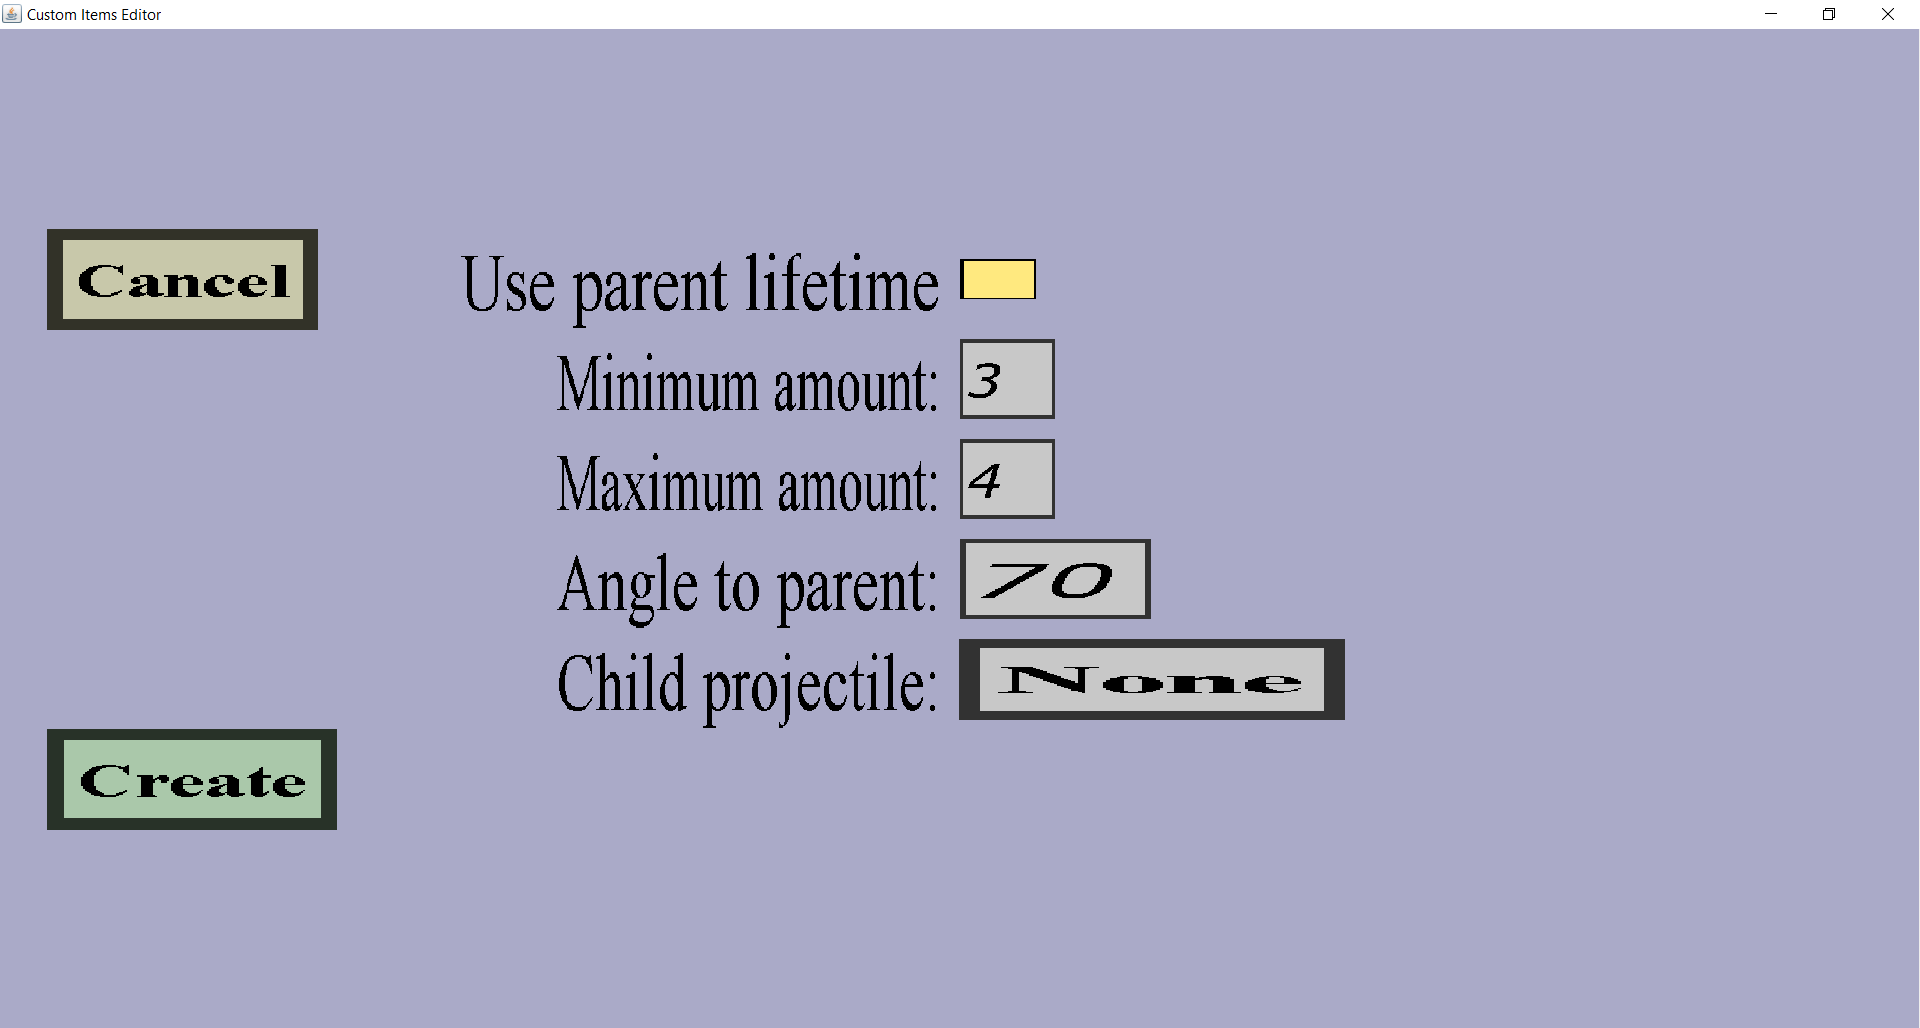 Custom Items Editor
Cancel
Use parent lifetime
Minimum amount: 3
Maximum amount: 4
Angle to parent: 70
Child projectile: None
Create